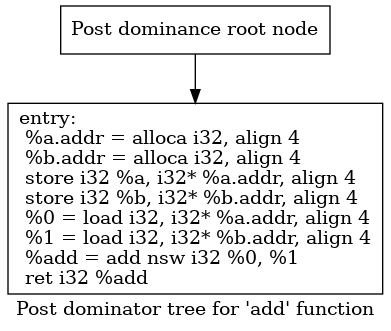 Post dominance root node
entry:
%a.addr = alloca i32, align 4
%b.addr = alloca i32, align 4
store i32 %a, i32* %a.addr, align 4
store i32 %b, i32* %b.addr, align 4
%0 = load i32, i32* %a.addr, align 4
%1 = load i32, i32* %b.addr, align 4
%add = add nsw i32 %0, %1
ret i32 %add
Post dominator tree for 'add' function